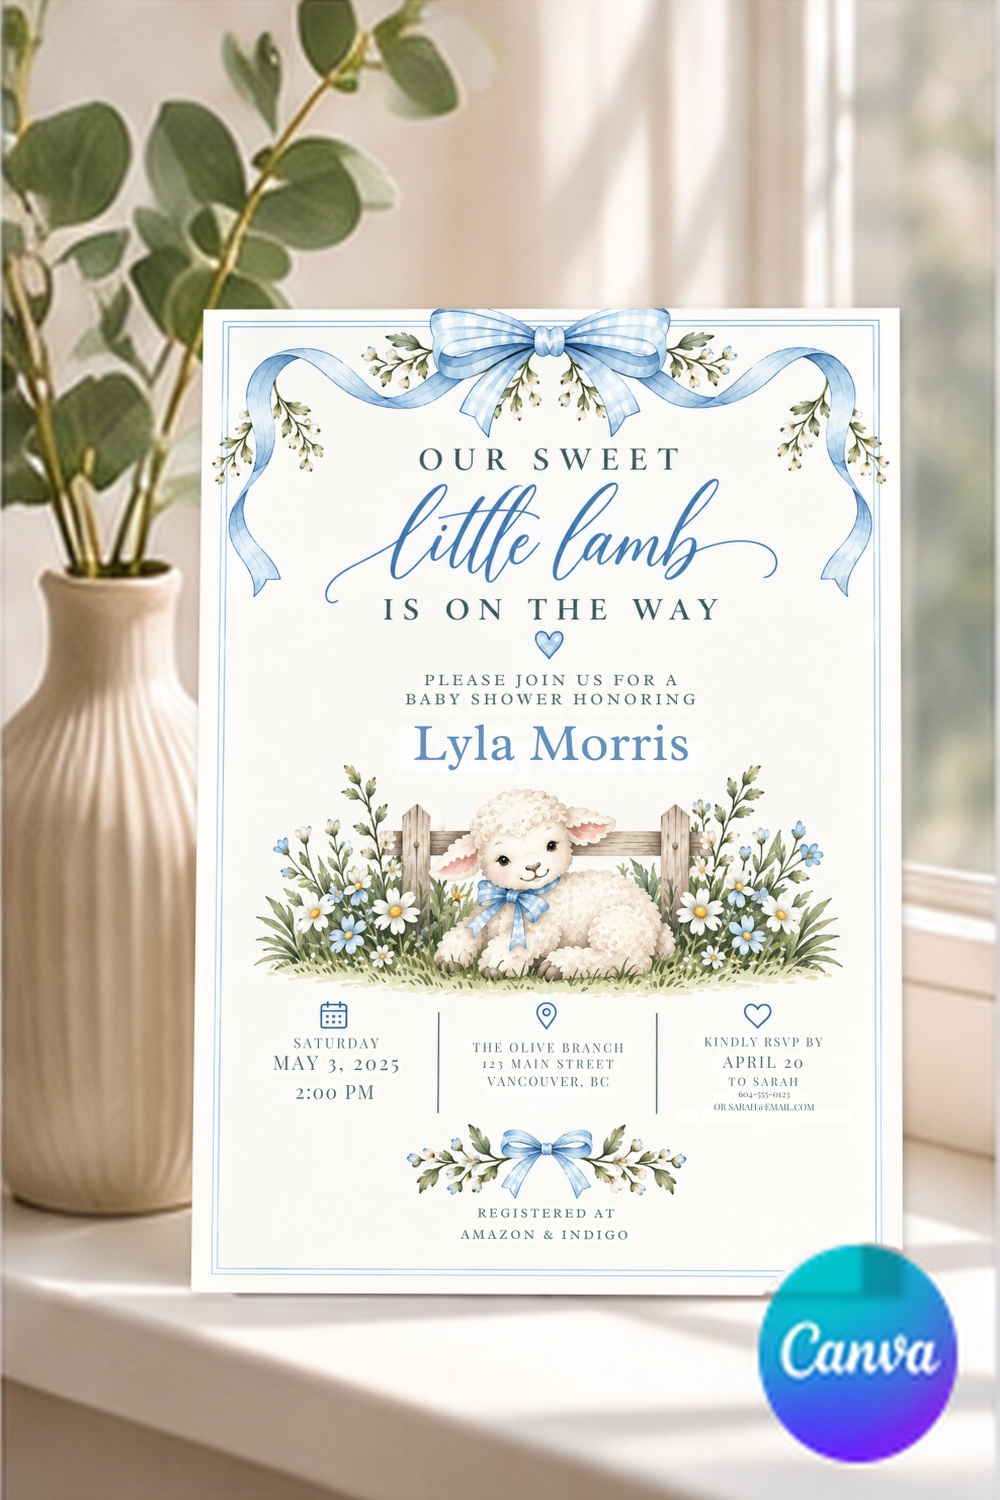 OUR SWEET
little lamb
IS ON THE WAY
PLEASE JOIN US FOR A
BABY SHOWER HONORING
Lyla Morris
SATURDAY
MAY 3, 2025
2:00 PM
THE OLIVE BRANCH
123 MAIN STREET
VANCOUVER, BC
KINDLY RSVP BY
APRIL 20
TO SARAH
604-555-0123
OR SARAH@EMAIL.COM
REGISTERED AT
AMAZON & INDIGO
Canva